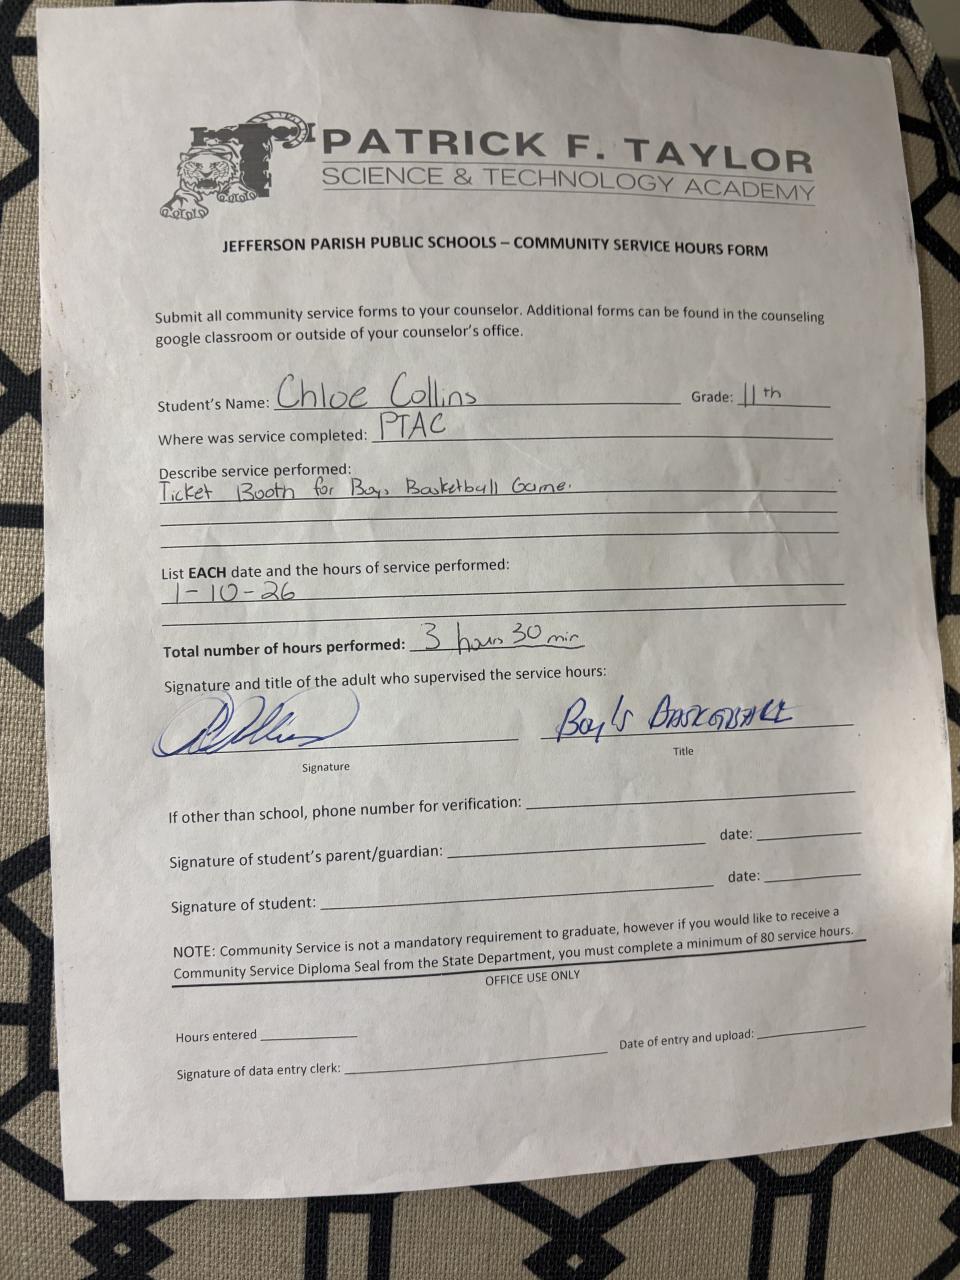 PATRICK F. TAYLOR
SCIENCE & TECHNOLOGY ACADEMY
JEFFERSON PARISH PUBLIC SCHOOLS – COMMUNITY SERVICE HOURS FORM
Submit all community service forms to your counselor. Additional forms can be found in the counseling
google classroom or outside of your counselor's office.
Student's Name: Chloe Collins Grade: 11th
Where was service completed: PTAC
Describe service performed:
Ticket Booth for Boys Basketball Game.
List EACH date and the hours of service performed:
1-10-26
Total number of hours performed: 3 hours 30 min
Signature and title of the adult who supervised the service hours:
Boy's BASKETBALL
Signature Title
If other than school, phone number for verification:
Signature of student's parent/guardian: date:
Signature of student: date:
NOTE: Community Service is not a mandatory requirement to graduate, however if you would like to receive a
Community Service Diploma Seal from the State Department, you must complete a minimum of 80 service hours.
OFFICE USE ONLY
Hours entered Date of entry and upload:
Signature of data entry clerk: